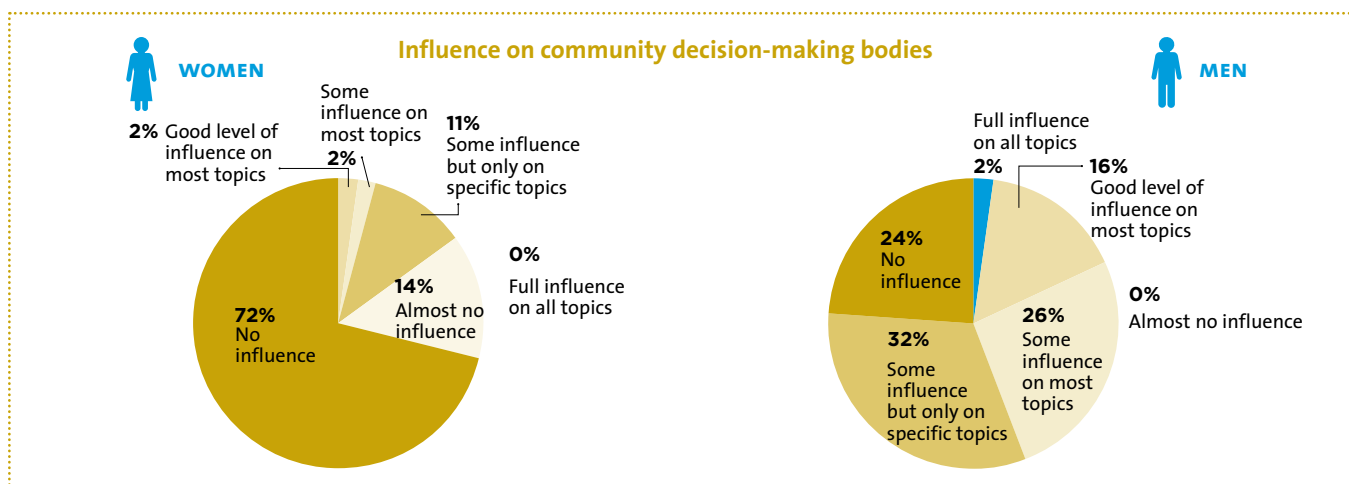 Influence on community decision-making bodies
WOMEN
2% Good level of
influence on
most topics
Some
influence on
most topics
2%
11%
Some influence
but only on
specific topics
0%
Full influence
on all topics
14%
Almost no
influence
72%
No
influence
MEN
Full influence
on all topics
2%
16%
Good level of
influence on
most topics
0%
Almost no influence
26%
Some
influence
on most
topics
32%
Some
influence
but only on
specific topics
24%
No
influence